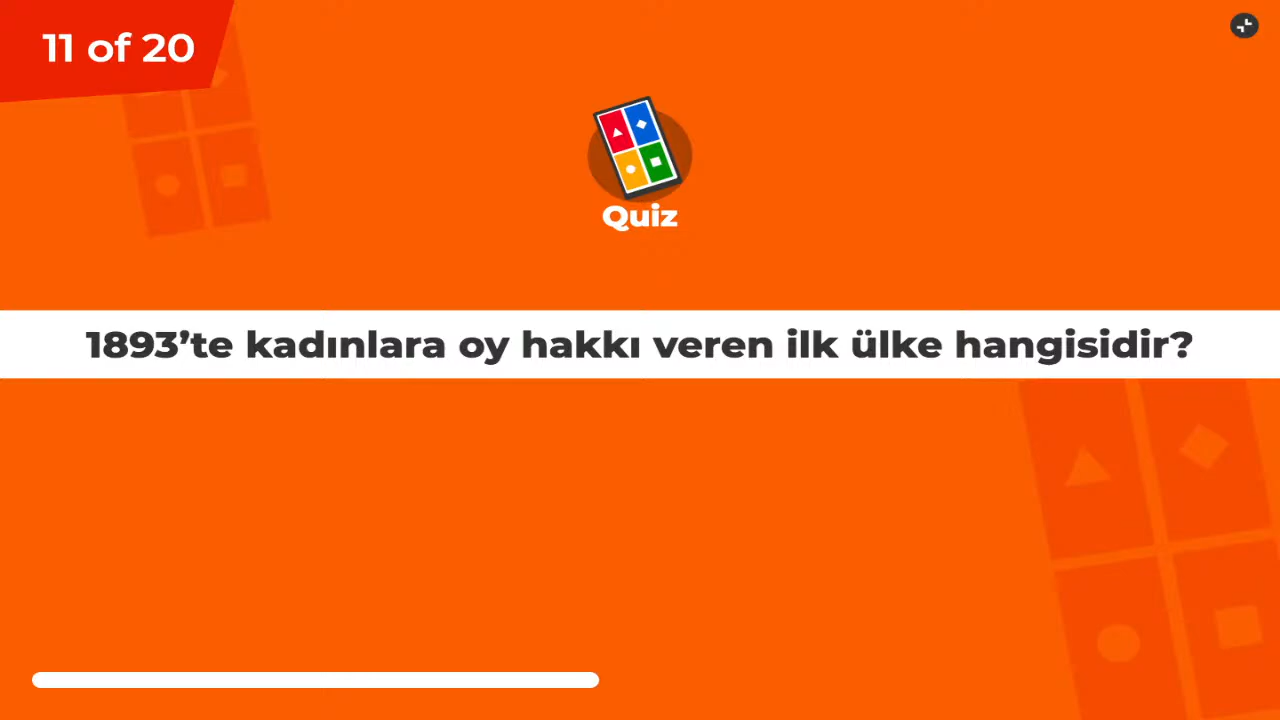 11 of 20
Quiz
1893’te kadınlara oy hakkı veren ilk ülke hangisidir?